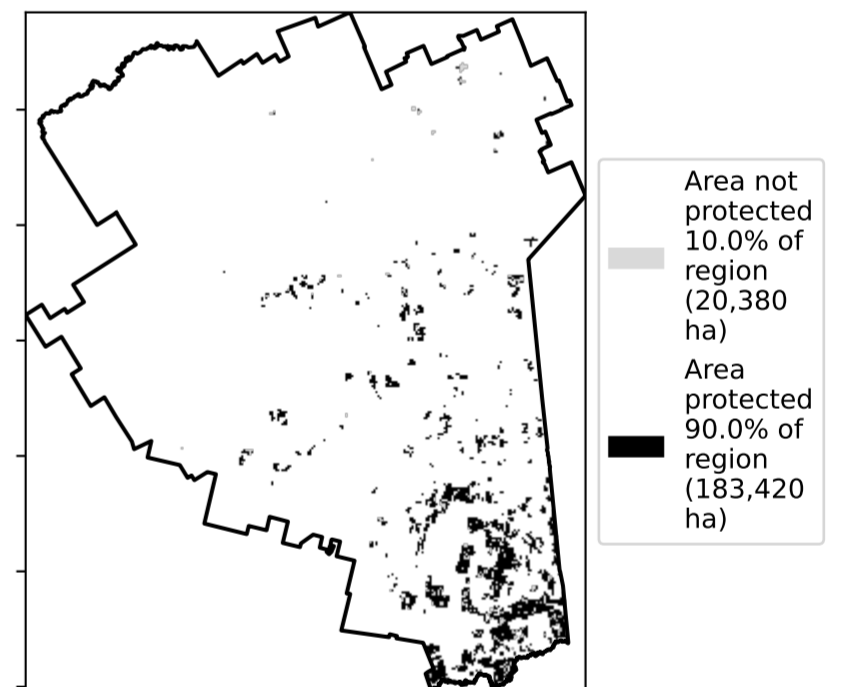 Area not
protected
10.0% of
region
(20,380
ha)
Area
protected
90.0% of
region
(183,420
ha)